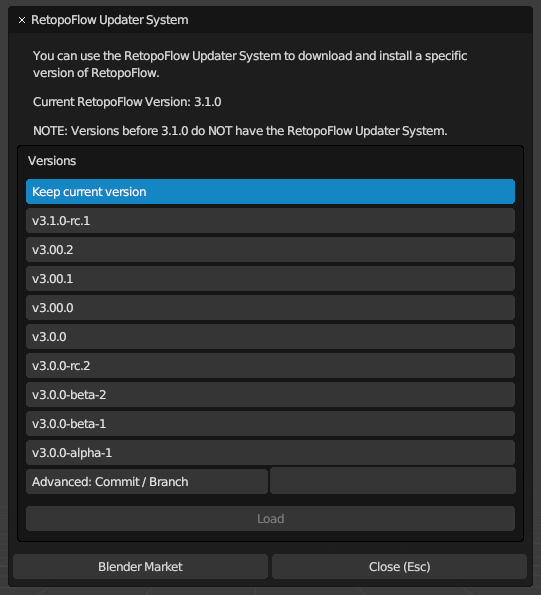 × RetopoFlow Updater System
You can use the RetopoFlow Updater System to download and install a specific
version of RetopoFlow.
Current RetopoFlow Version: 3.1.0
NOTE: Versions before 3.1.0 do NOT have the RetopoFlow Updater System.
Versions
Keep current version
v3.1.0-rc.1
v3.00.2
v3.00.1
v3.00.0
v3.0.0
v3.0.0-rc.2
v3.0.0-beta-2
v3.0.0-beta-1
v3.0.0-alpha-1
Advanced: Commit / Branch
Load
Blender Market
Close (Esc)